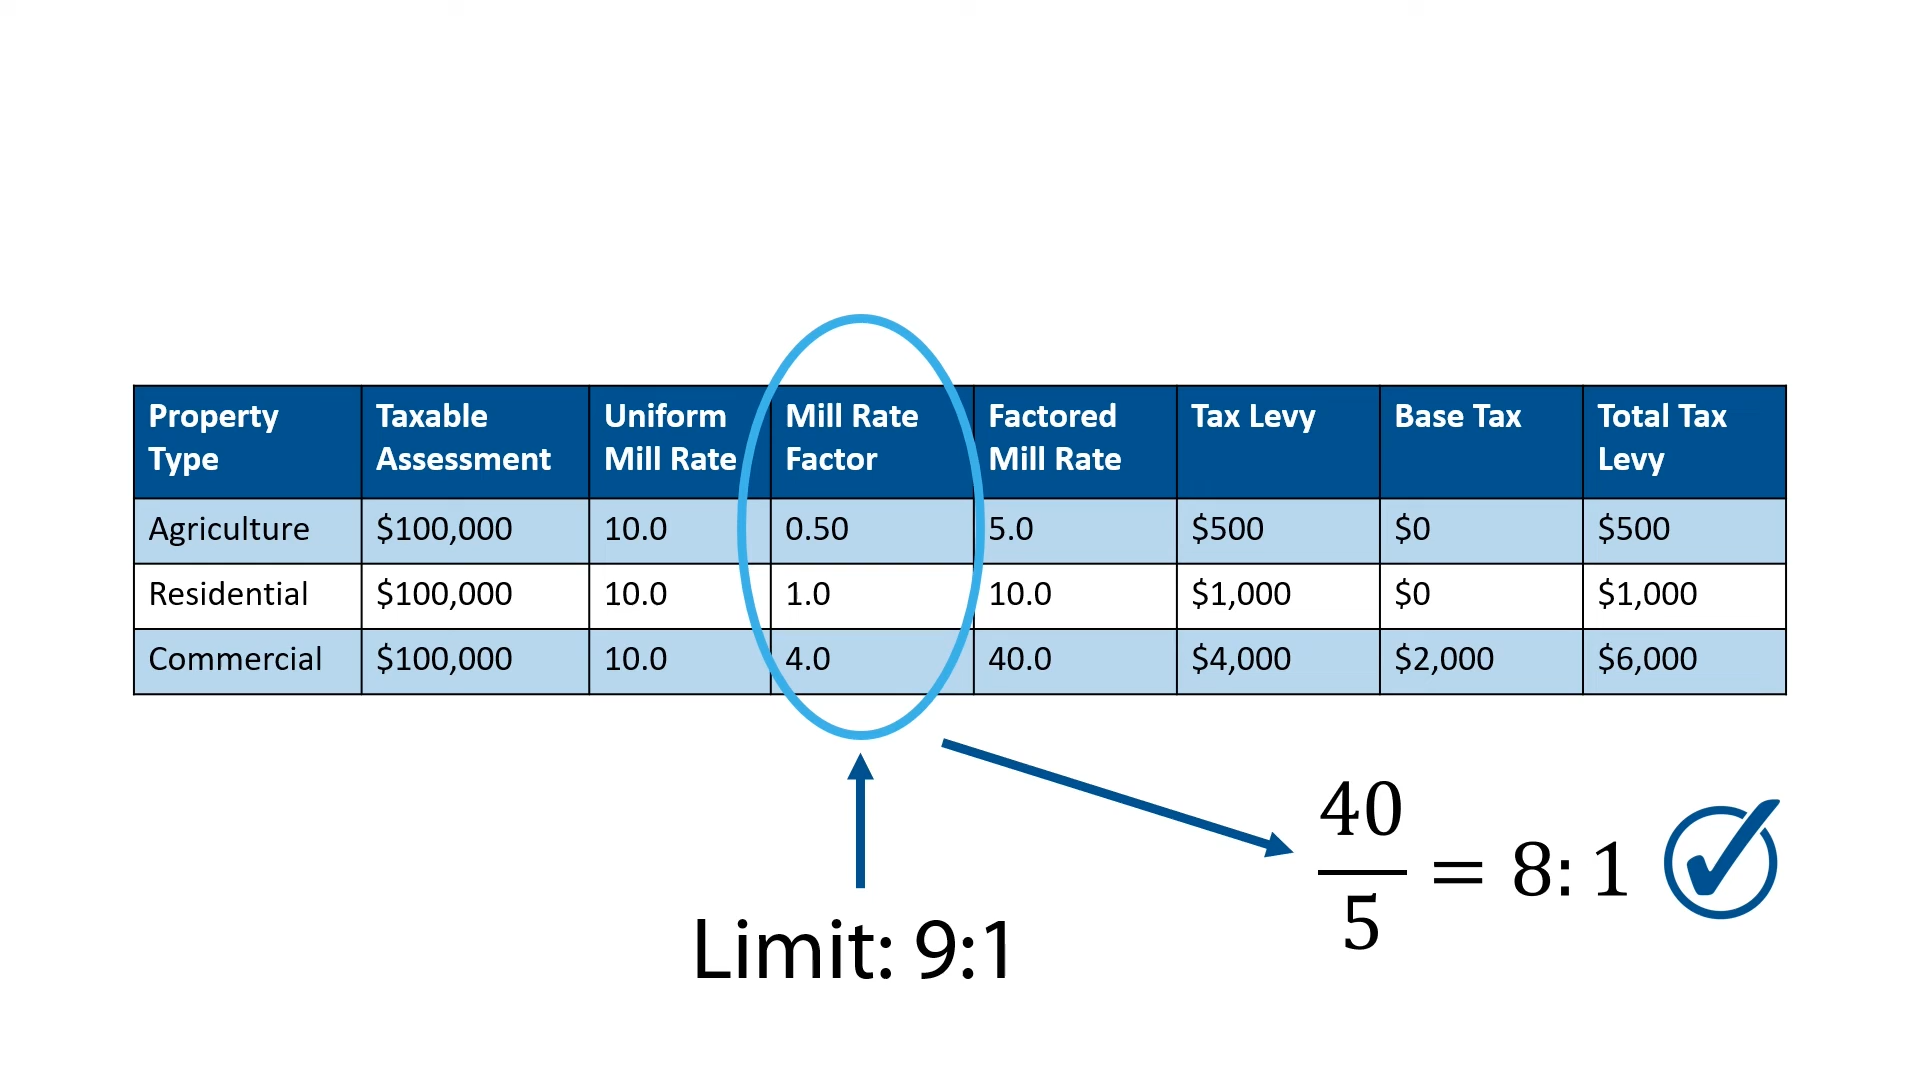 Property Type Taxable Assessment Uniform Mill Rate Mill Rate Factor Factored Mill Rate Tax Levy Base Tax Total Tax Levy
Agriculture $100,000 10.0 0.50 5.0 $500 $0 $500
Residential $100,000 10.0 1.0 10.0 $1,000 $0 $1,000
Commercial $100,000 10.0 4.0 40.0 $4,000 $2,000 $6,000
40
5
= 8: 1
Limit: 9:1